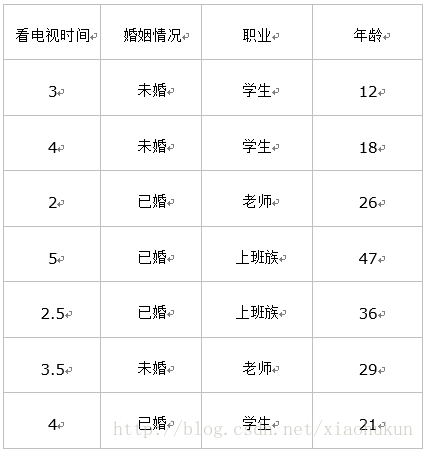 看电视时间 婚姻情况 职业 年龄
3 未婚 学生 12
4 未婚 学生 18
2 已婚 老师 26
5 已婚 上班族 47
2.5 已婚 上班族 36
3.5 未婚 老师 29
4 已婚 学生 21
http://blog.csdn.net/xiaohukun